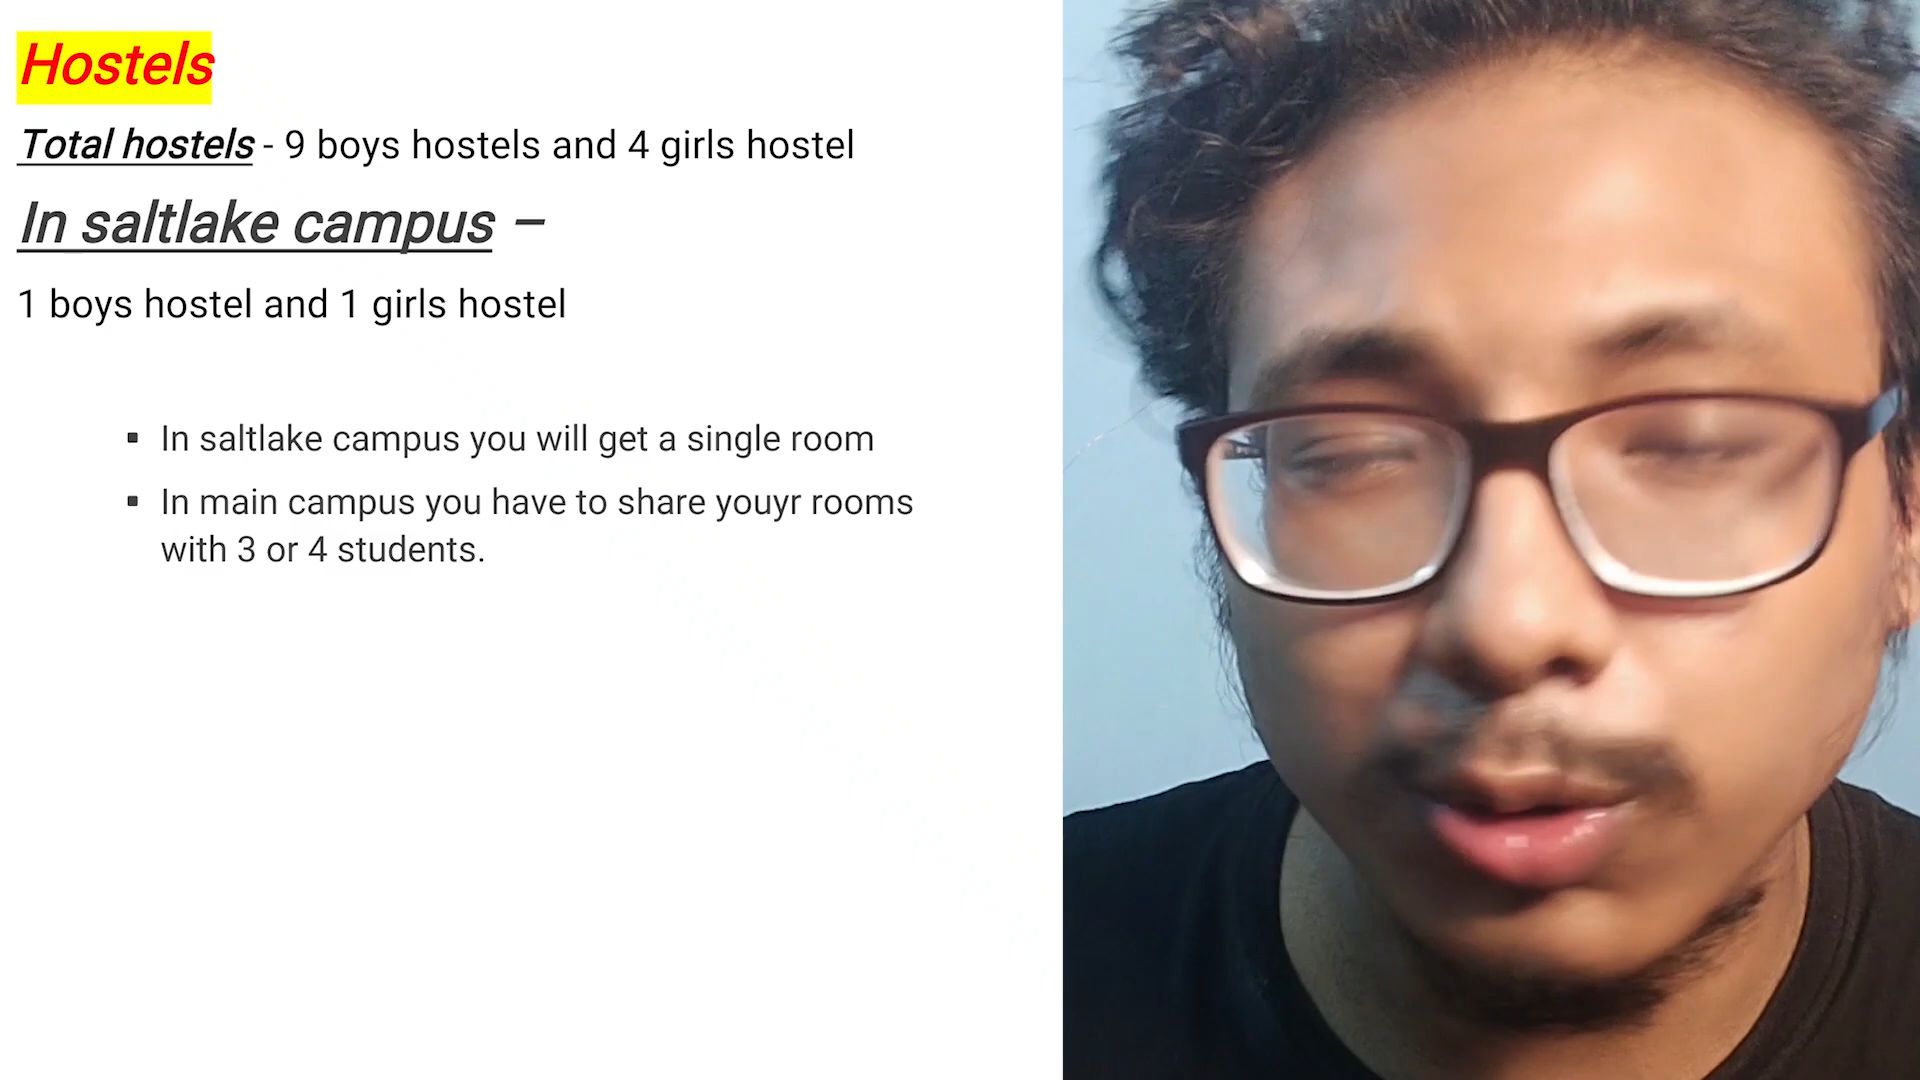 Hostels
Total hostels - 9 boys hostels and 4 girls hostel
In saltlake campus –
1 boys hostel and 1 girls hostel
▪ In saltlake campus you will get a single room
▪ In main campus you have to share youyr rooms
with 3 or 4 students.